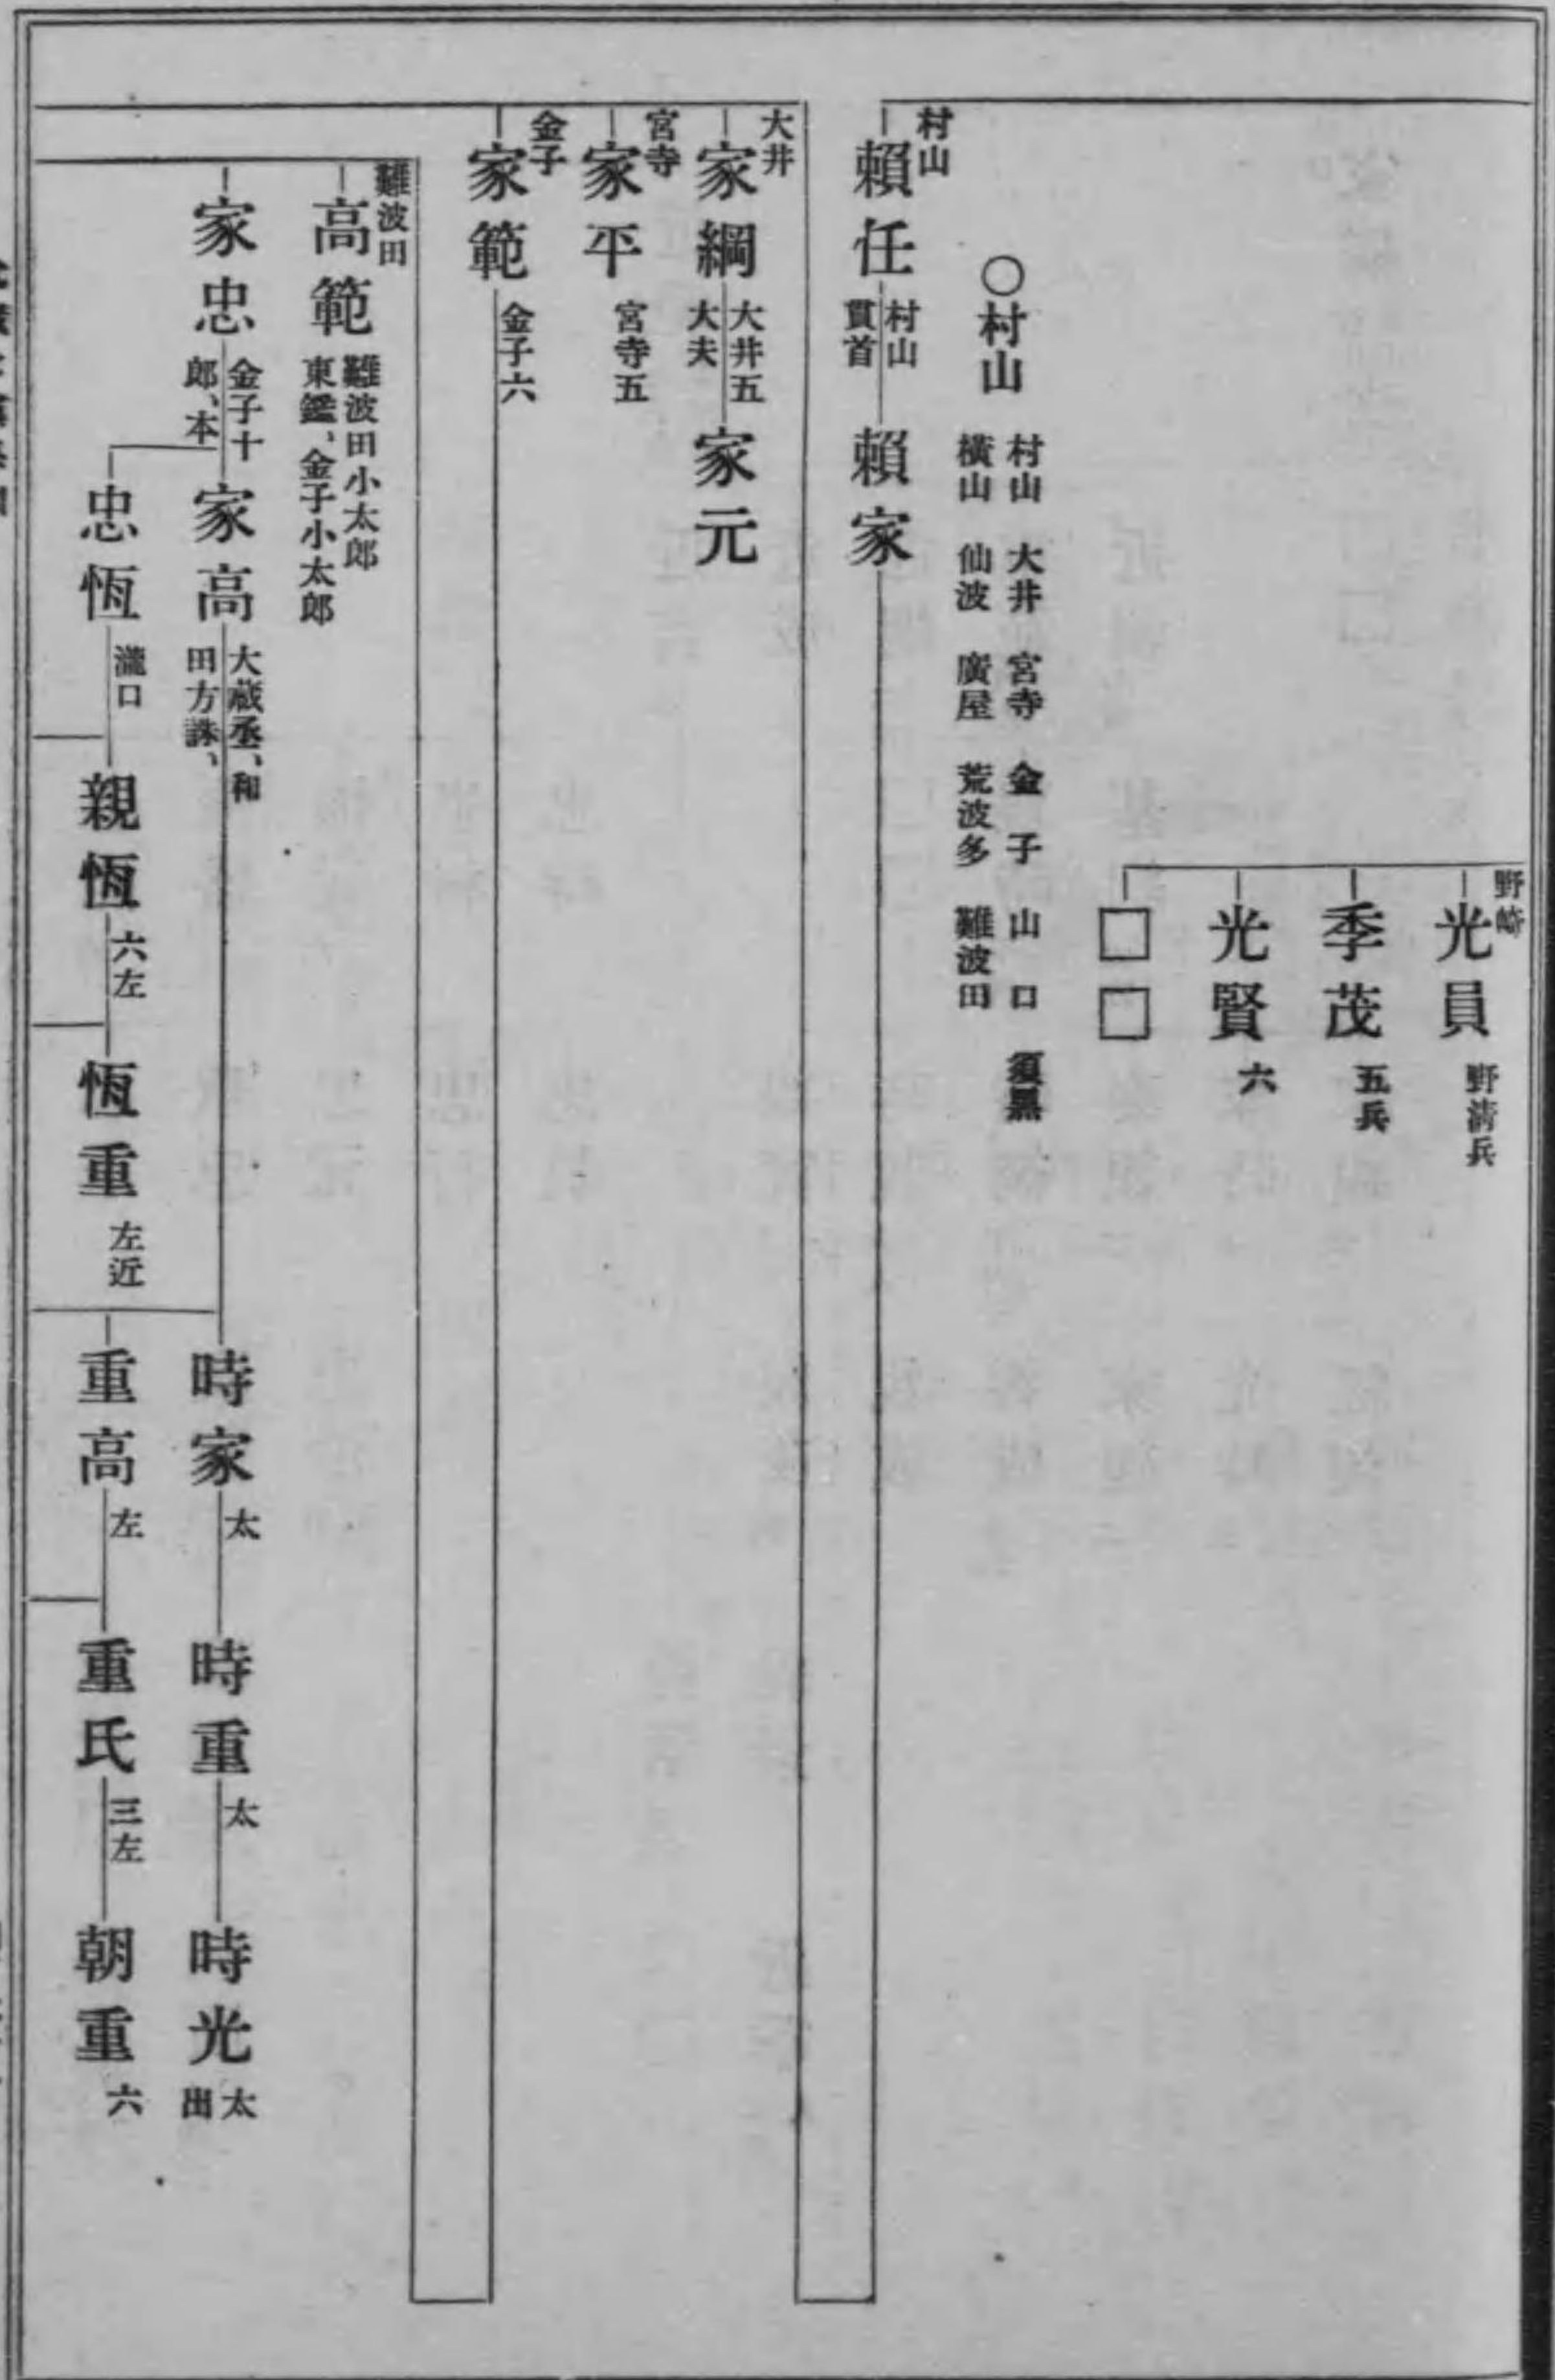 野崎
光員 野清兵
季茂 五兵
光賢 六
□□
○村山
村山 大井 宮寺 金子 山口 須黑
橫山 仙波 廣屋 荒波多 難波田
村山
賴任 村山貫首
賴家
大井
家綱 大井五大夫
家元
宮寺
家平 宮寺五
金子
家範 金子六
難波田
高範 難波田小太郎
東鑑、金子小太郎
家忠 金子十郎、本
家高 大蔵丞、和田方誅、
時家 太
時重 太
時光 太出
忠恆 瀧口
親恆 六左
恆重 左近
重高 左
重氏 三左
朝重 六